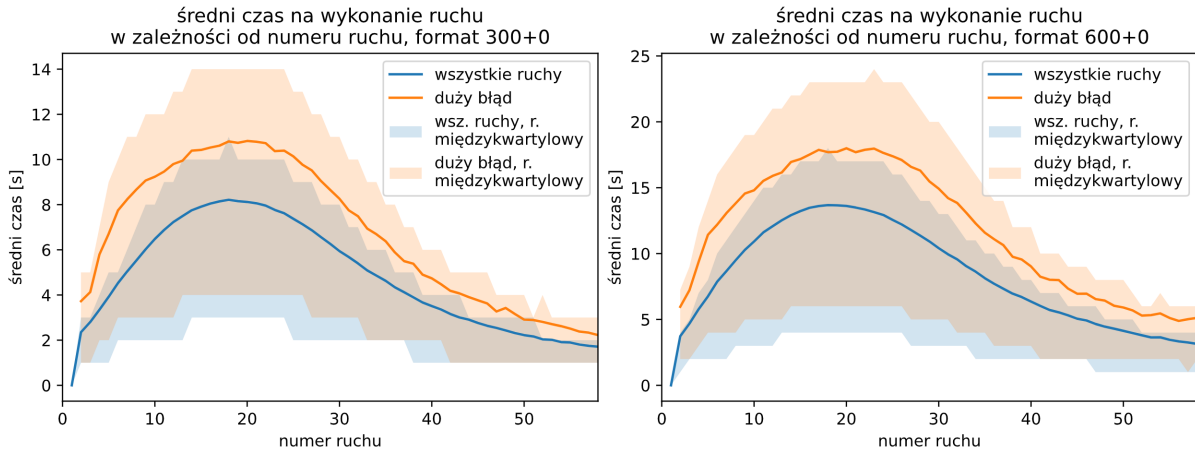 średni czas na wykonanie ruchu
w zależności od numeru ruchu, format 300+0
średni czas [s]
14
12
10
8
6
4
2
0
0 10 20 30 40 50
numer ruchu
wszystkie ruchy
duży błąd
wsz. ruchy, r.
międzykwartylowy
duży błąd, r.
międzykwartylowy
średni czas na wykonanie ruchu
w zależności od numeru ruchu, format 600+0
średni czas [s]
25
20
15
10
5
0
0 10 20 30 40 50
numer ruchu
wszystkie ruchy
duży błąd
wsz. ruchy, r.
międzykwartylowy
duży błąd, r.
międzykwartylowy